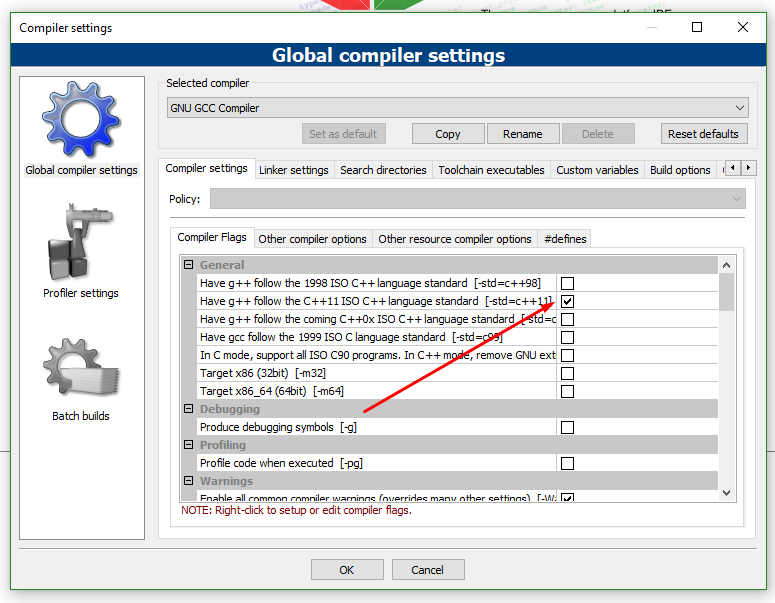 Compiler settings
Global compiler settings
Global compiler settings
Profiler settings
Batch builds
Selected compiler
GNU GCC Compiler
Set as default
Copy
Rename
Delete
Reset defaults
Compiler settings
Linker settings
Search directories
Toolchain executables
Custom variables
Build options
Policy:
Compiler Flags
Other compiler options
Other resource compiler options
#defines
General
Have g++ follow the 1998 ISO C++ language standard [-std=c++98]
Have g++ follow the C++11 ISO C++ language standard [-std=c++11]
Have g++ follow the coming C++0x ISO C++ language standard [-std=c
Have gcc follow the 1999 ISO C language standard [-std=c99]
In C mode, support all ISO C90 programs. In C++ mode, remove GNU ext
Target x86 (32bit) [-m32]
Target x86_64 (64bit) [-m64]
Debugging
Produce debugging symbols [-g]
Profiling
Profile code when executed [-pg]
Warnings
Enable all common compiler warnings (overrides many other settings) [-Wa
NOTE: Right-click to setup or edit compiler flags.
OK
Cancel